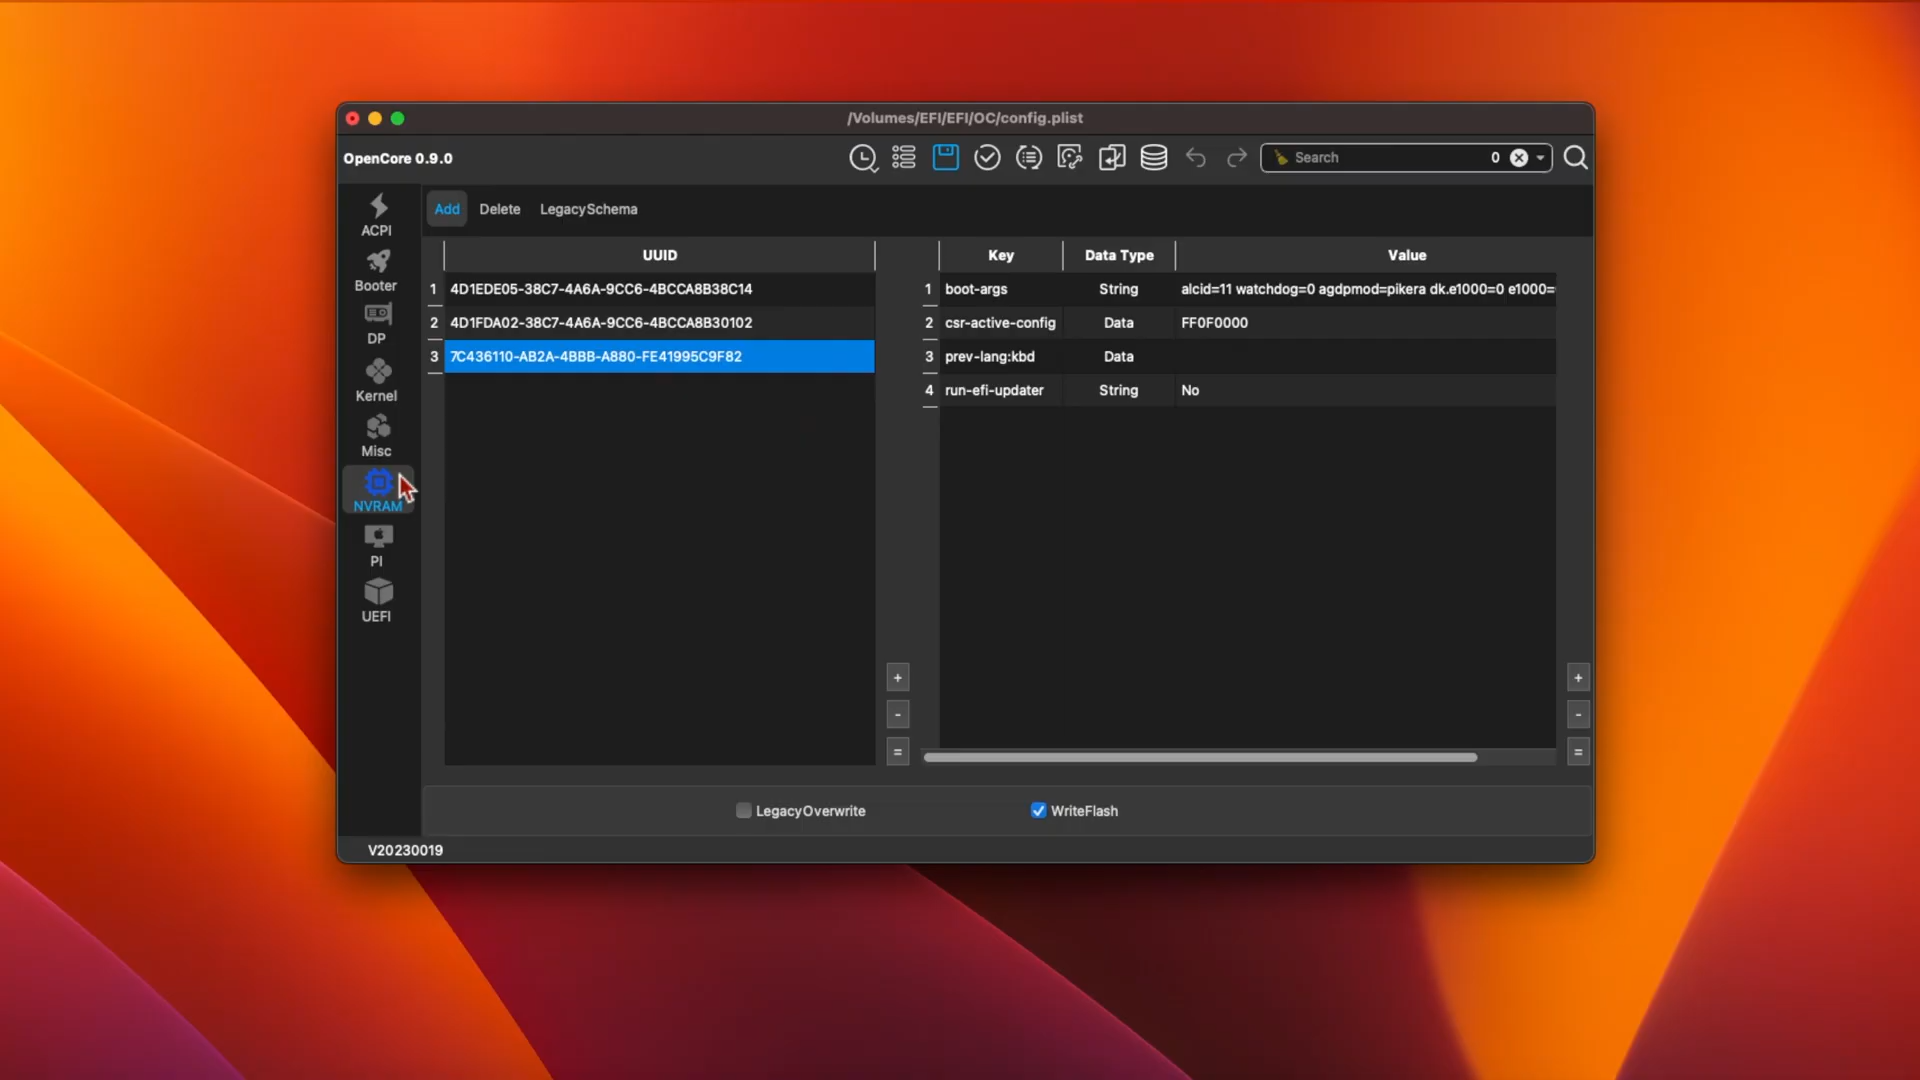 /Volumes/EFI/EFI/OC/config.plist
OpenCore 0.9.0
Search 0
ACPI
Booter
DP
Kernel
Misc
NVRAM
PI
UEFI
Add Delete LegacySchema
UUID
1 4D1EDE05-38C7-4A6A-9CC6-4BCCA8B38C14
2 4D1FDA02-38C7-4A6A-9CC6-4BCCA8B30102
3 7C436110-AB2A-4BBB-A880-FE41995C9F82
Key Data Type Value
1 boot-args String alcid=11 watchdog=0 agdpmod=pikera dk.e1000=0 e1000=
2 csr-active-config Data FF0F0000
3 prev-lang:kbd Data
4 run-efi-updater String No
+
-
=
+
-
=
LegacyOverwrite WriteFlash
V20230019